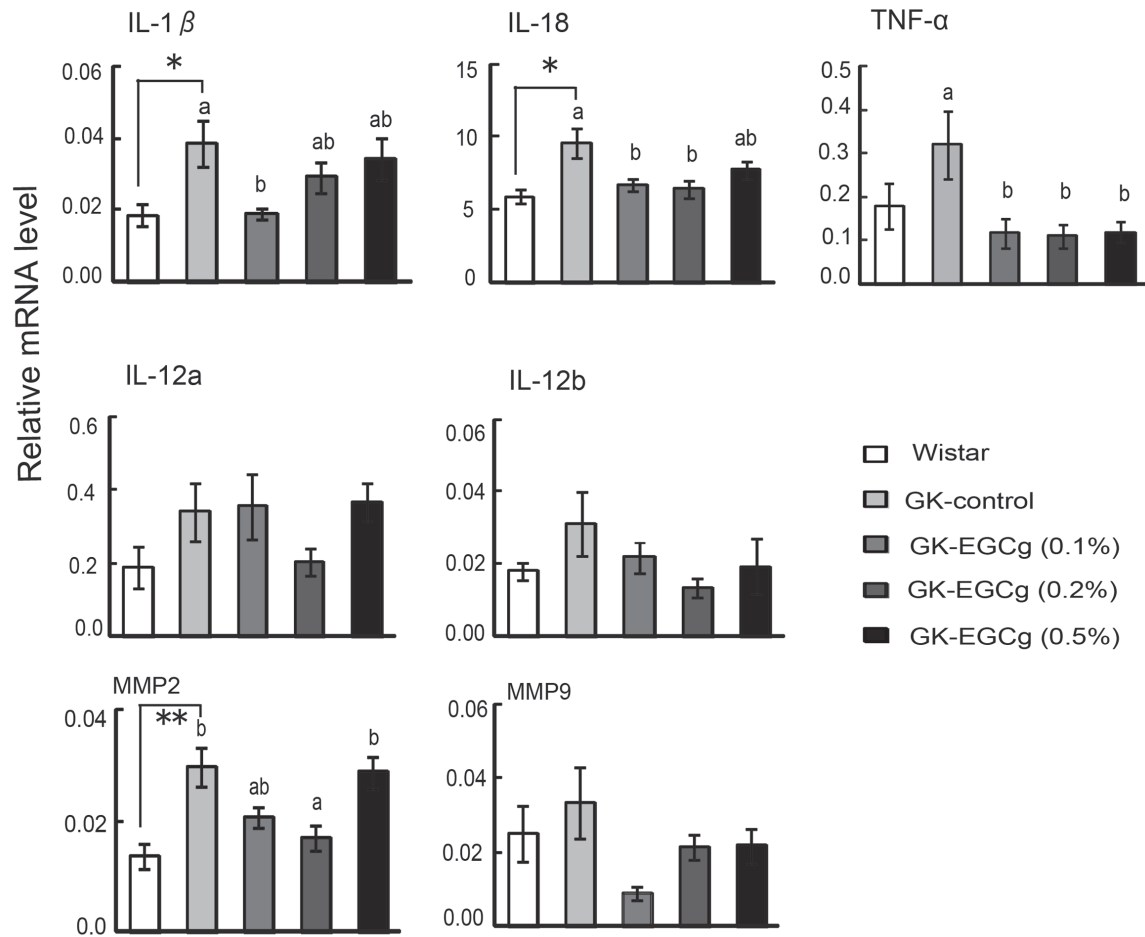 IL-1β
IL-18
TNF-α
Relative mRNA level
0.06
0.04
0.02
0.00
*
a
b
ab
ab
15
10
5
0
*
a
b
b
ab
0.5
0.4
0.3
0.2
0.1
0.0
a
b
b
b
IL-12a
0.6
0.4
0.2
0.0
IL-12b
0.06
0.04
0.02
0.00
Wistar
GK-control
GK-EGCg (0.1%)
GK-EGCg (0.2%)
GK-EGCg (0.5%)
MMP2
0.04
0.02
0.0
**
b
ab
a
b
MMP9
0.06
0.04
0.02
0.00